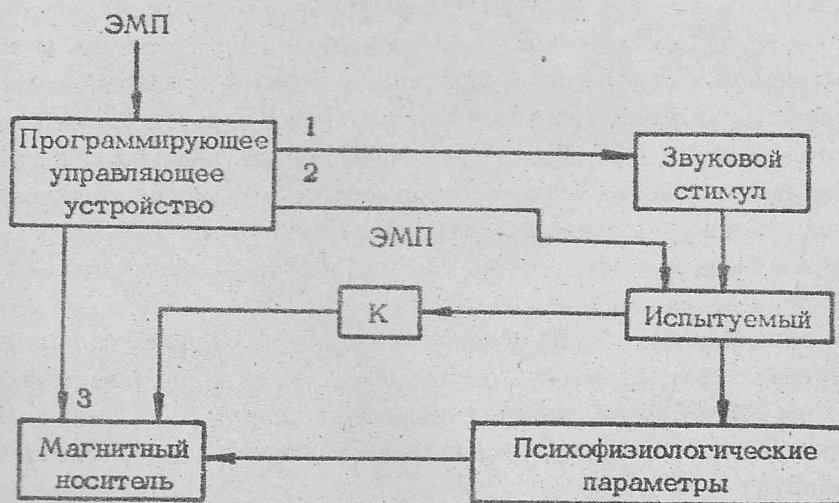 ЭМП
Программирующее
управляющее
устройство
1
2
Звуковой
стимул
ЭМП
К
Испытуемый
3
Магнитный
носитель
Психофизиологические
параметры